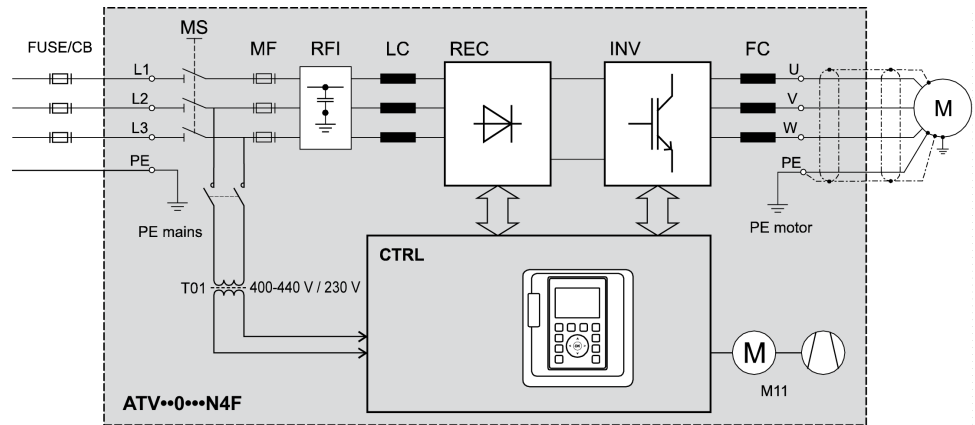 MS
FUSE/CB
MF
RFI
LC
REC
INV
FC
L1
U
L2
V
M
L3
W
PE
PE
PE mains
PE motor
CTRL
T01
400-440 V / 230 V
OK
M
M11
ATV••0•••N4F